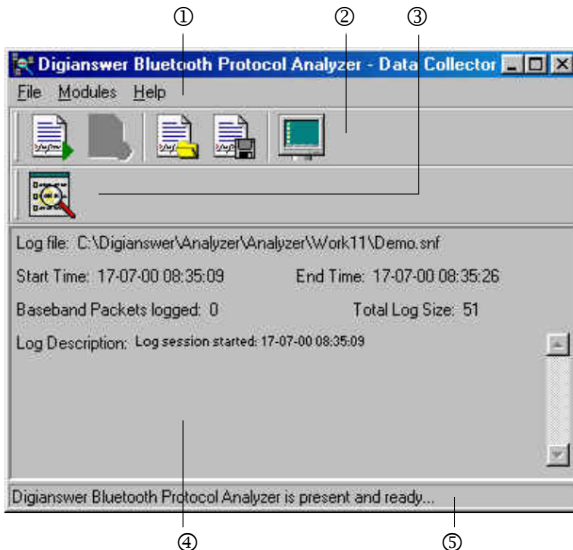 ① ② ③
Digianswer Bluetooth Protocol Analyzer - Data Collector
File Modules Help
Log file: C:\Digianswer\Analyzer\Analyzer\Work11\Demo.snf
Start Time: 17-07-00 08:35:09 End Time: 17-07-00 08:35:26
Baseband Packets logged: 0 Total Log Size: 51
Log Description: Log session started: 17-07-00 08:35:09
Digianswer Bluetooth Protocol Analyzer is present and ready...
④ ⑤